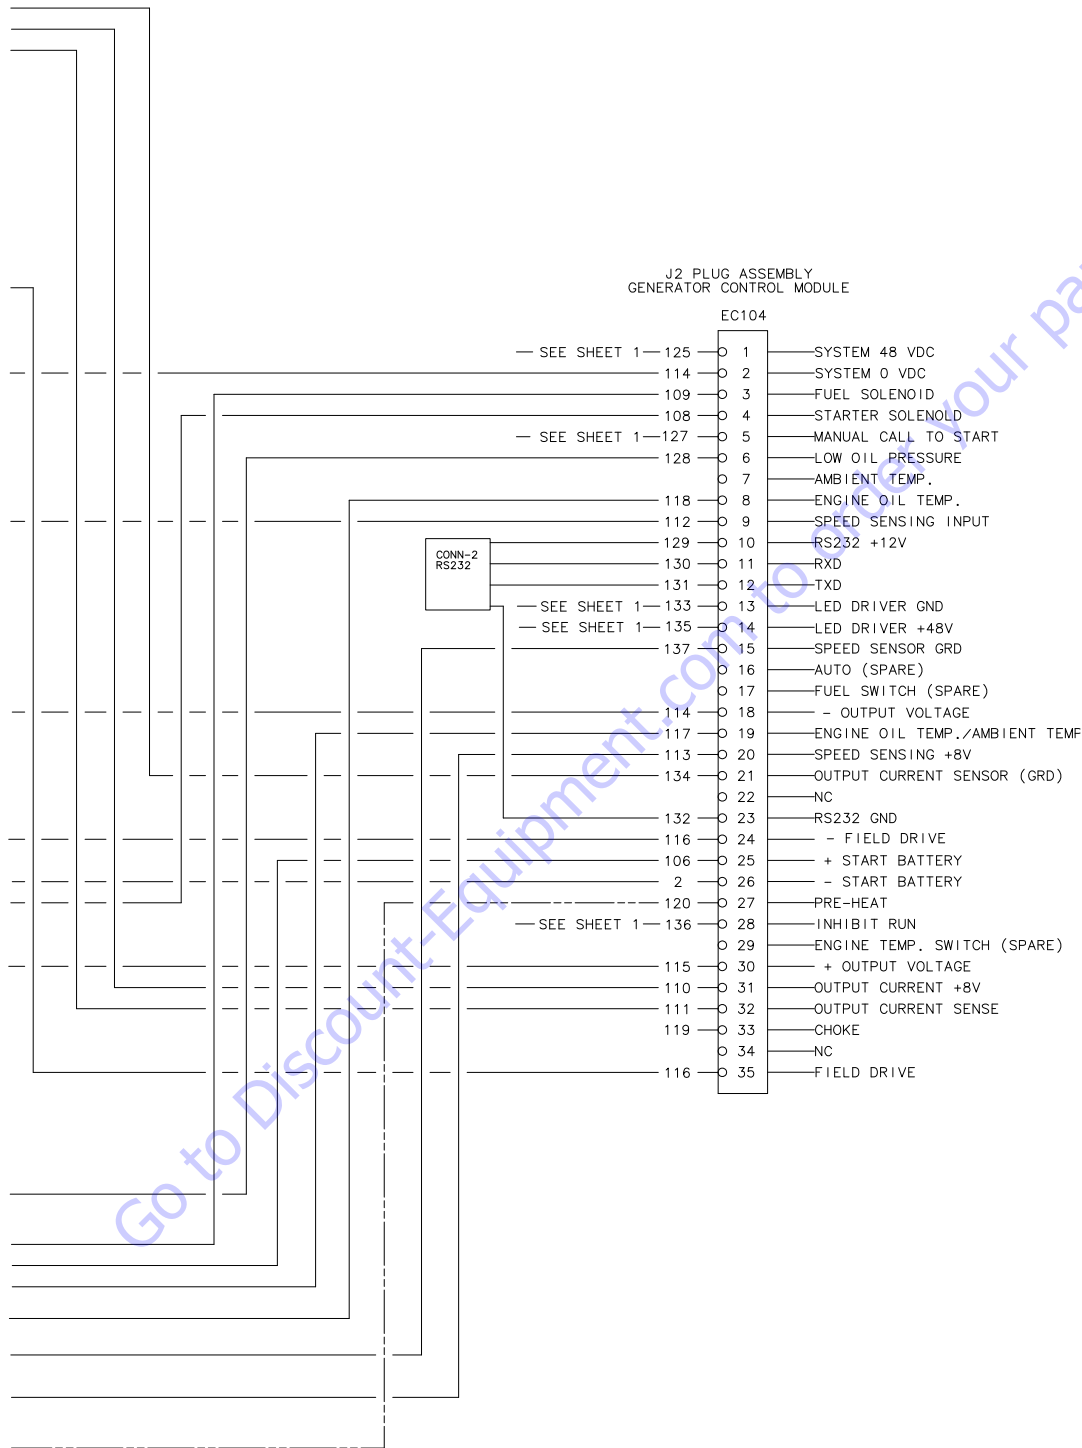 J2 PLUG ASSEMBLY
GENERATOR CONTROL MODULE
EC104
SEE SHEET 1 125 1 SYSTEM 48 VDC
114 2 SYSTEM 0 VDC
109 3 FUEL SOLENOID
108 4 STARTER SOLENOLD
SEE SHEET 1 127 5 MANUAL CALL TO START
128 6 LOW OIL PRESSURE
7 AMBIENT TEMP.
118 8 ENGINE OIL TEMP.
112 9 SPEED SENSING INPUT
129 10 RS232 +12V
CONN-2
RS232
130 11 RXD
131 12 TXD
SEE SHEET 1 133 13 LED DRIVER GND
SEE SHEET 1 135 14 LED DRIVER +48V
137 15 SPEED SENSOR GRD
16 AUTO (SPARE)
17 FUEL SWITCH (SPARE)
114 18 - OUTPUT VOLTAGE
117 19 ENGINE OIL TEMP./AMBIENT TEMP
113 20 SPEED SENSING +8V
134 21 OUTPUT CURRENT SENSOR (GRD)
22 NC
132 23 RS232 GND
116 24 - FIELD DRIVE
106 25 + START BATTERY
2 26 - START BATTERY
120 27 PRE-HEAT
SEE SHEET 1 136 28 INHIBIT RUN
29 ENGINE TEMP. SWITCH (SPARE)
115 30 + OUTPUT VOLTAGE
110 31 OUTPUT CURRENT +8V
111 32 OUTPUT CURRENT SENSE
119 33 CHOKE
34 NC
116 35 FIELD DRIVE
Go to Discount-Equipment.com to order your pa